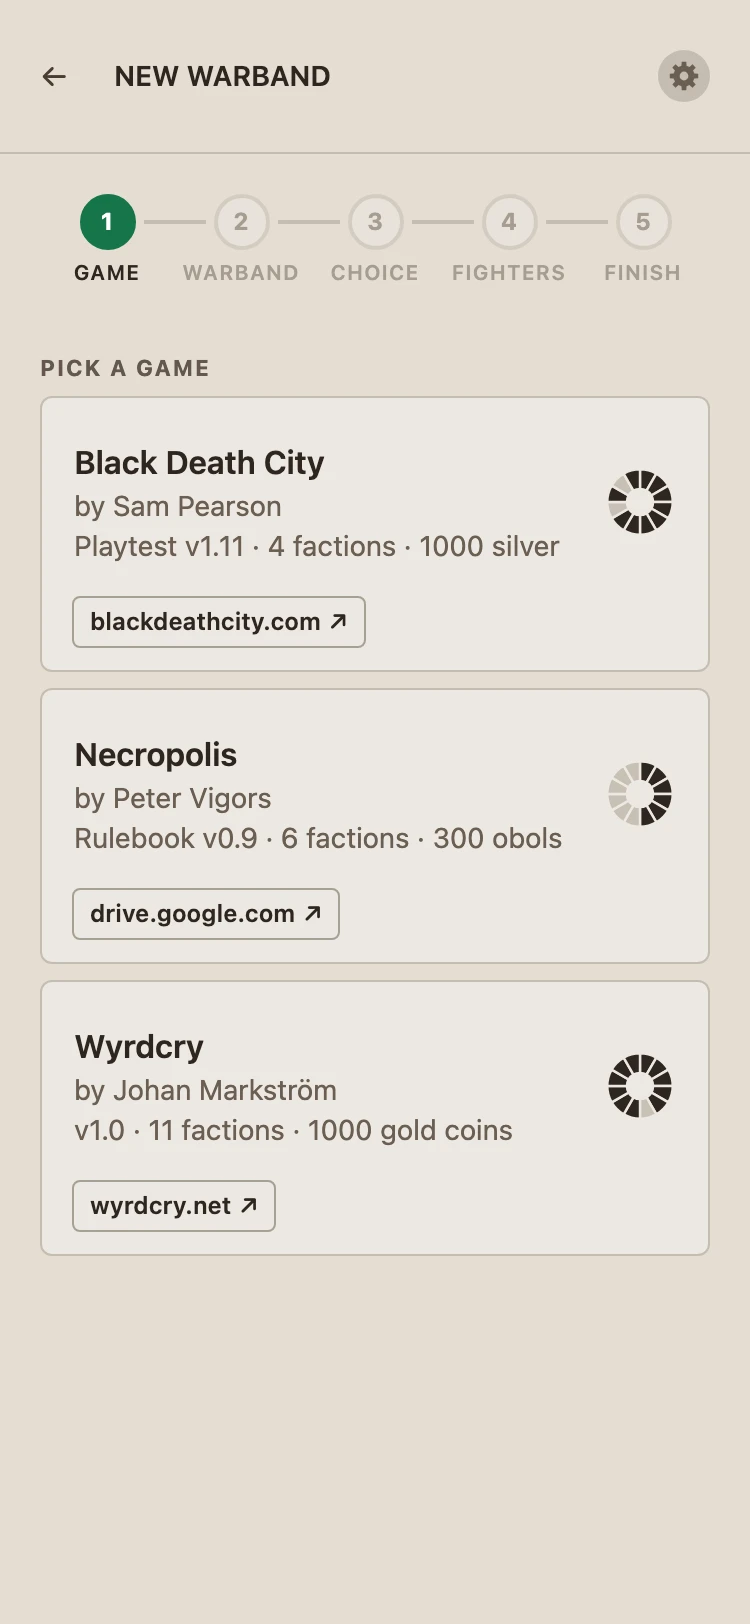 NEW WARBAND
1 2 3 4 5
GAME WARBAND CHOICE FIGHTERS FINISH
PICK A GAME
Black Death City
by Sam Pearson
Playtest v1.11 · 4 factions · 1000 silver
blackdeathcity.com
Necropolis
by Peter Vigors
Rulebook v0.9 · 6 factions · 300 obols
drive.google.com
Wyrdcry
by Johan Markström
v1.0 · 11 factions · 1000 gold coins
wyrdcry.net